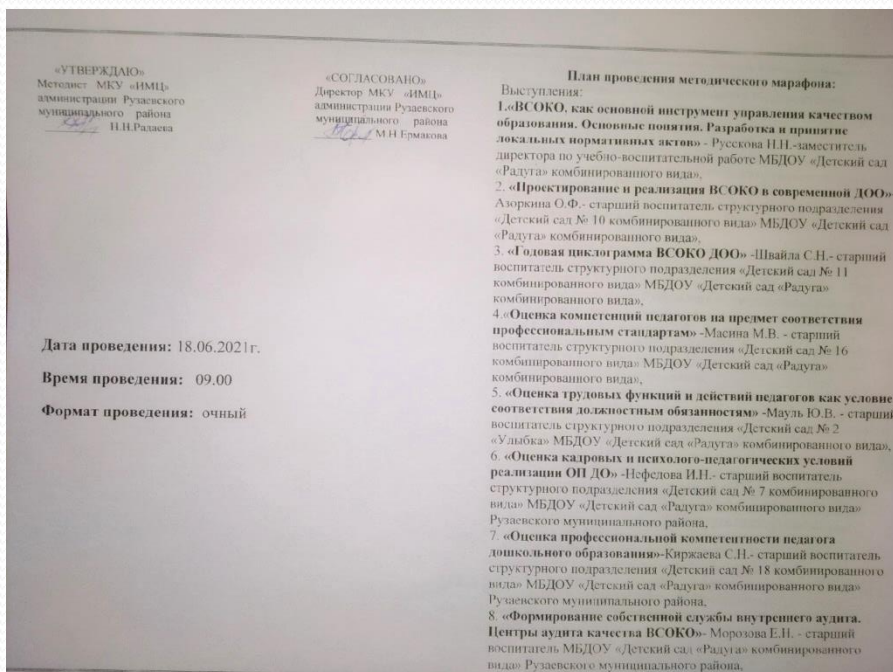 «УТВЕРЖДАЮ»
Методист МКУ «ИМЦ»
администрации Рузаевского
муниципального района
Н.Н.Радаева
«СОГЛАСОВАНО»
Директор МКУ «ИМЦ»
администрации Рузаевского
муниципального района
М.Н.Ермакова
Дата проведения: 18.06.2021г.
Время проведения: 09.00
Формат проведения: очный
План проведения методического марафона:
Выступления:
1.«ВСОКО, как основной инструмент управления качеством
образования. Основные понятия. Разработка и принятие
локальных нормативных актов» - Русскова Н.Н.-заместитель
директора по учебно-воспитательной работе МБДОУ «Детский сад
«Радуга» комбинированного вида»,
2. «Проектирование и реализация ВСОКО в современной ДОО»-
Азоркина О.Ф.- старший воспитатель структурного подразделения
«Детский сад № 10 комбинированного вида» МБДОУ «Детский сад
«Радуга» комбинированного вида»,
3. «Годовая циклограмма ВСОКО ДОО» -Швайла С.Н.- старший
воспитатель структурного подразделения «Детский сад № 11
комбинированного вида» МБДОУ «Детский сад «Радуга»
комбинированного вида»,
4.«Оценка компетенций педагогов на предмет соответствия
профессиональным стандартам» -Масина М.В. - старший
воспитатель структурного подразделения «Детский сад № 16
комбинированного вида» МБДОУ «Детский сад «Радуга»
комбинированного вида»,
5. «Оценка трудовых функций и действий педагогов как условие
соответствия должностным обязанностям» -Мауль Ю.В. - старший
воспитатель структурного подразделения «Детский сад № 2
«Улыбка» МБДОУ «Детский сад «Радуга» комбинированного вида»,
6. «Оценка кадровых и психолого-педагогических условий
реализации ОП ДО» -Нефедова И.Н.- старший воспитатель
структурного подразделения «Детский сад № 7 комбинированного
вида» МБДОУ «Детский сад «Радуга» комбинированного вида»
Рузаевского муниципального района,
7. «Оценка профессиональной компетентности педагога
дошкольного образования»-Киржаева С.Н.- старший воспитатель
структурного подразделения «Детский сад № 18 комбинированного
вида» МБДОУ «Детский сад «Радуга» комбинированного вида»
Рузаевского муниципального района,
8. «Формирование собственной службы внутреннего аудита.
Центры аудита качества ВСОКО»- Морозова Е.Н. - старший
воспитатель МБДОУ «Детский сад «Радуга» комбинированного
вида» Рузаевского муниципального района,